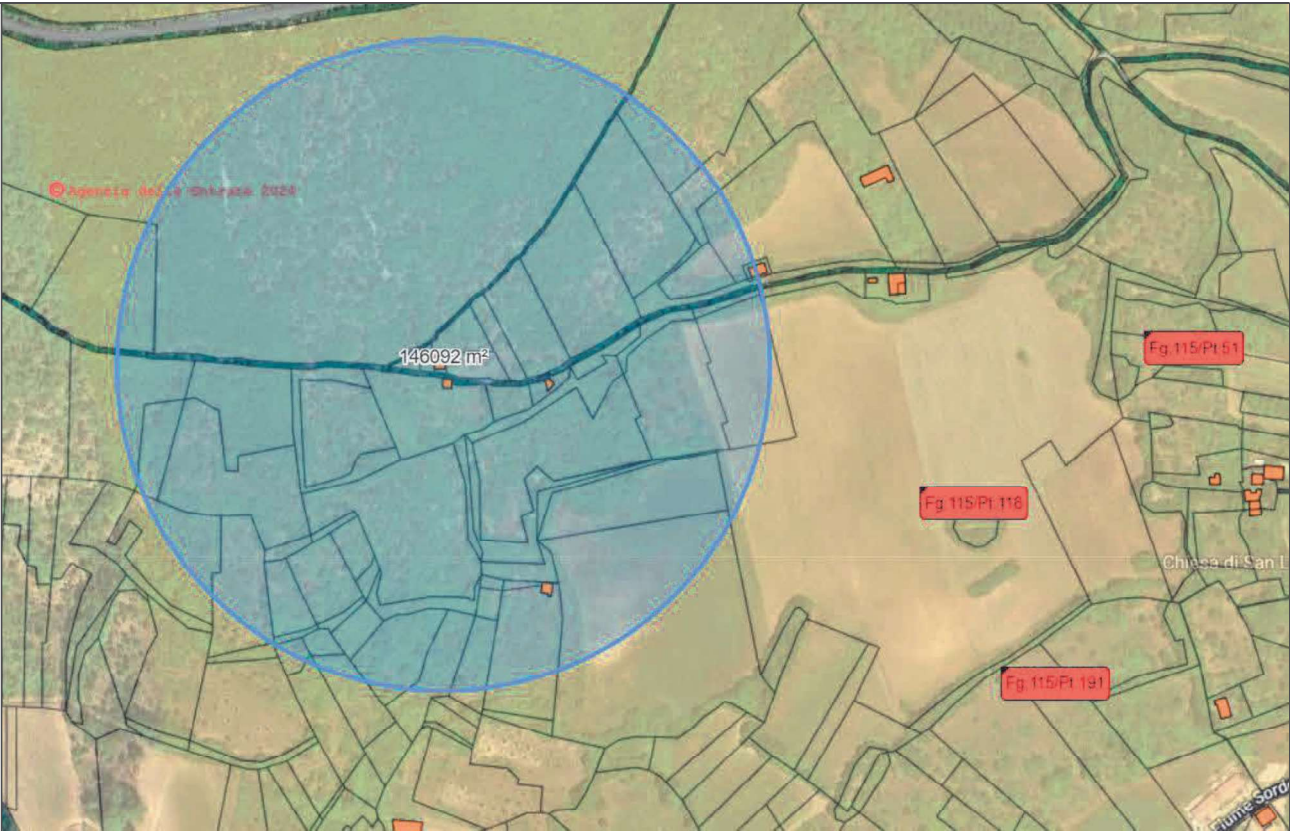 © Agenzia delle Entrate 2024
146092 m²
Fg.115/Pt.51
Fg.115/Pt.118
Chiesa di San L
Fg.115/Pt.191
Fiume Sordo